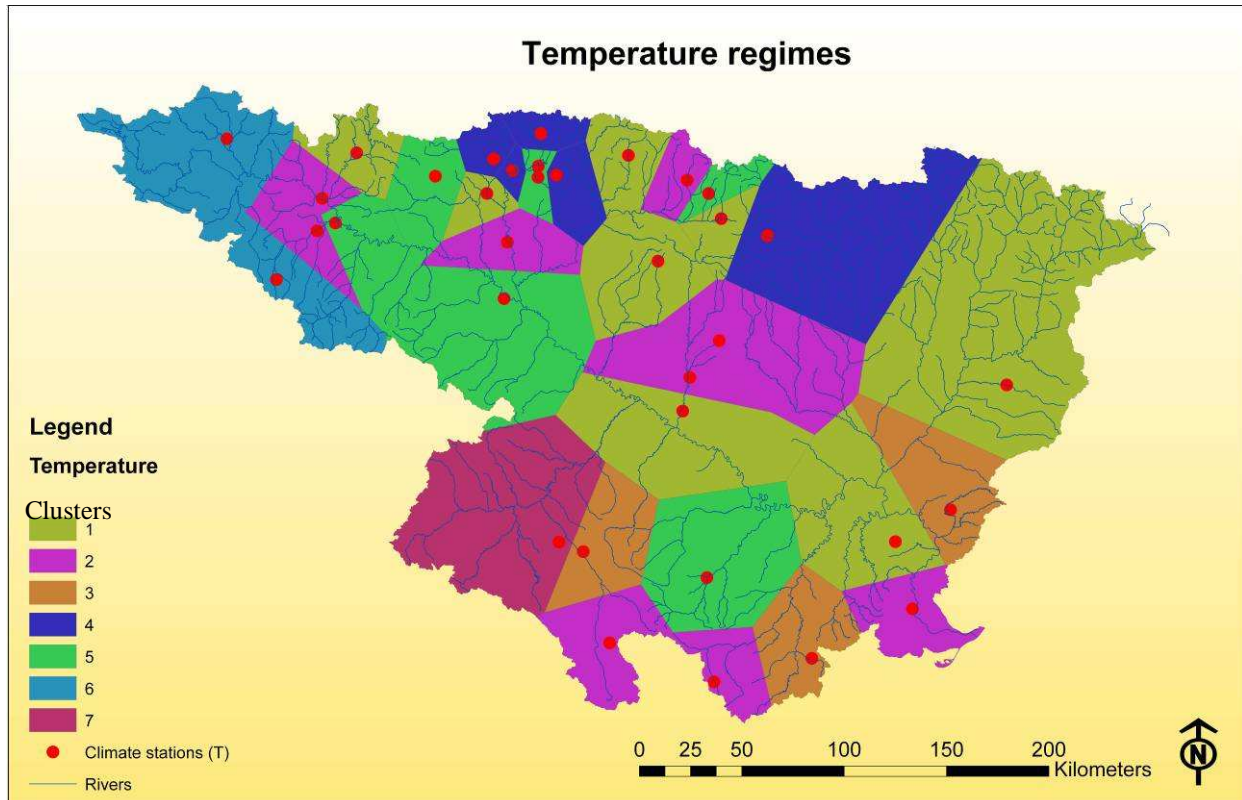 Temperature regimes
Legend
Temperature
Clusters
1
2
3
4
5
6
7
Climate stations (T)
Rivers
0 25 50 100 150 200
Kilometers
N